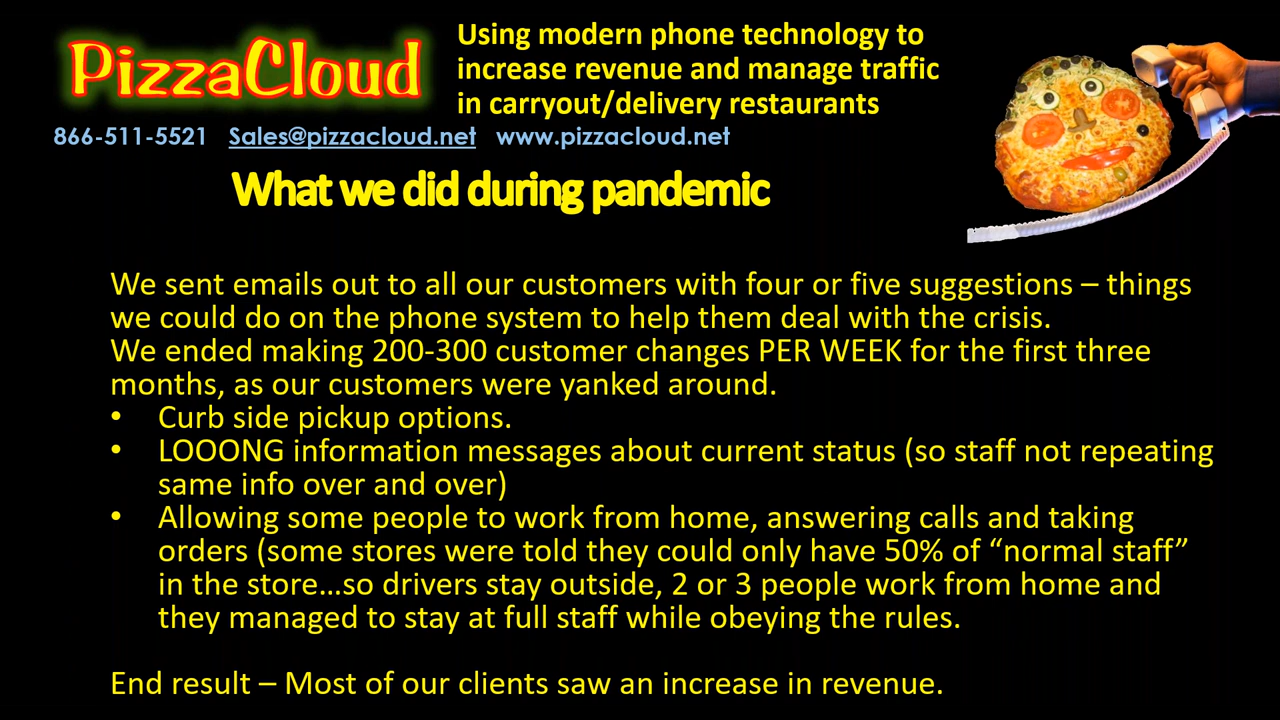 PizzaCloud
Using modern phone technology to
increase revenue and manage traffic
in carryout/delivery restaurants
866-511-5521 Sales@pizzacloud.net www.pizzacloud.net
What we did during pandemic
We sent emails out to all our customers with four or five suggestions – things
we could do on the phone system to help them deal with the crisis.
We ended making 200-300 customer changes PER WEEK for the first three
months, as our customers were yanked around.
• Curb side pickup options.
• LOOONG information messages about current status (so staff not repeating
same info over and over)
• Allowing some people to work from home, answering calls and taking
orders (some stores were told they could only have 50% of “normal staff”
in the store…so drivers stay outside, 2 or 3 people work from home and
they managed to stay at full staff while obeying the rules.
End result – Most of our clients saw an increase in revenue.